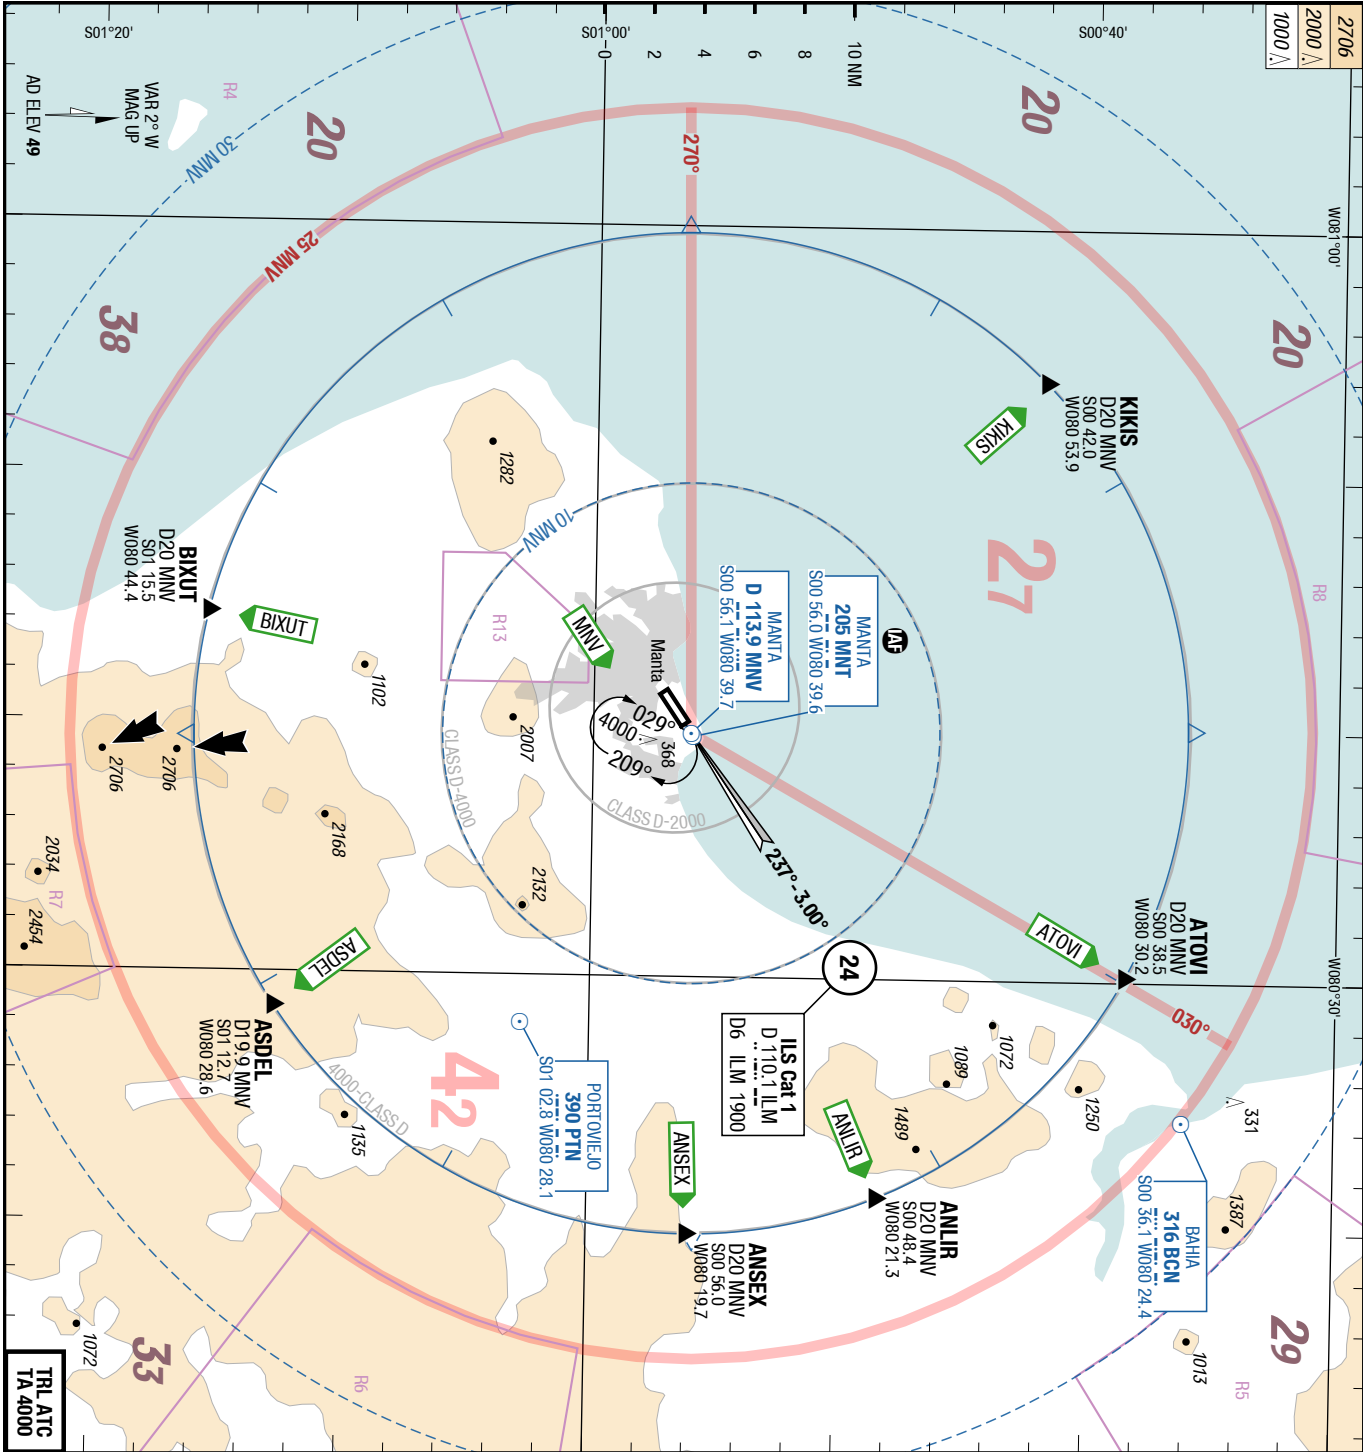 2706
2000
1000
S01°20'
S01°00'
S00°40'
0 2 4 6 8 10 NM
R4
VAR 2° W
MAG UP
AD ELEV 49
20
20
30 MNV
270°
W081°00'
25 MNV
38
20
KIKIS
D20 MNV
S00 42.0
W080 53.9
KIKIS
1282
10 MNV
27
R8
BIXUT
D20 MNV
S01 15.5
W080 44.4
BIXUT
R13
MNV
Manta
MANTA
D 113.9 MNV
S00 56.1 W080 39.7
MANTA
205 MNT
S00 56.0 W080 39.6
IAF
1102
2706
2706
2007
029°
4000
368
209°
CLASS D-4000
CLASS D-2000
2168
2132
237°-3.00°
2034
R7
2454
ASDEL
24
ATOVI
ATOVI
D20 MNV
S00 38.5
W080 30.2
W080°30'
030°
ASDEL
D19.9 MNV
S01 12.7
W080 28.6
42
4000-CLASS D
1135
PORTOVIEJO
390 PTN
S01 02.8 W080 28.1
ILS Cat 1
D 110.1 ILM
D6 ILM 1900
1072
1089
1250
1489
331
ANLIR
ANSEX
ANLIR
D20 MNV
S00 48.4
W080 21.3
BAHIA
316 BCN
S00 36.1 W080 24.4
1387
ANSEX
D20 MNV
S00 56.0
W080 19.7
1072
33
R6
29
1013
R5
TRL ATC
TA 4000